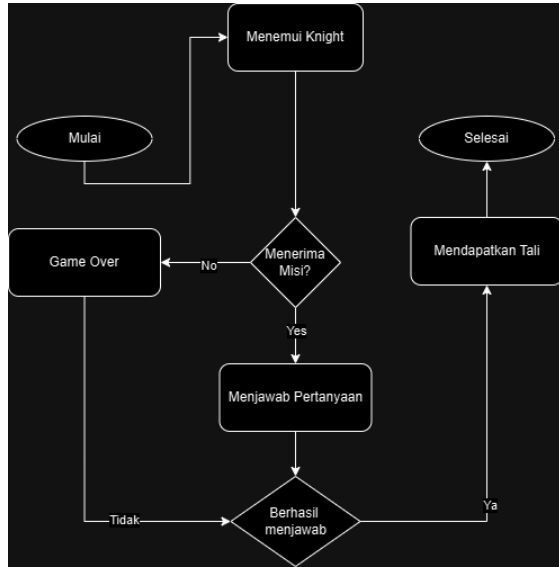 Menemui Knight
Mulai
Selesai
Game Over
No
Menerima
Misi?
Mendapatkan Tali
Yes
Menjawab Pertanyaan
Tidak
Berhasil
menjawab
Ya